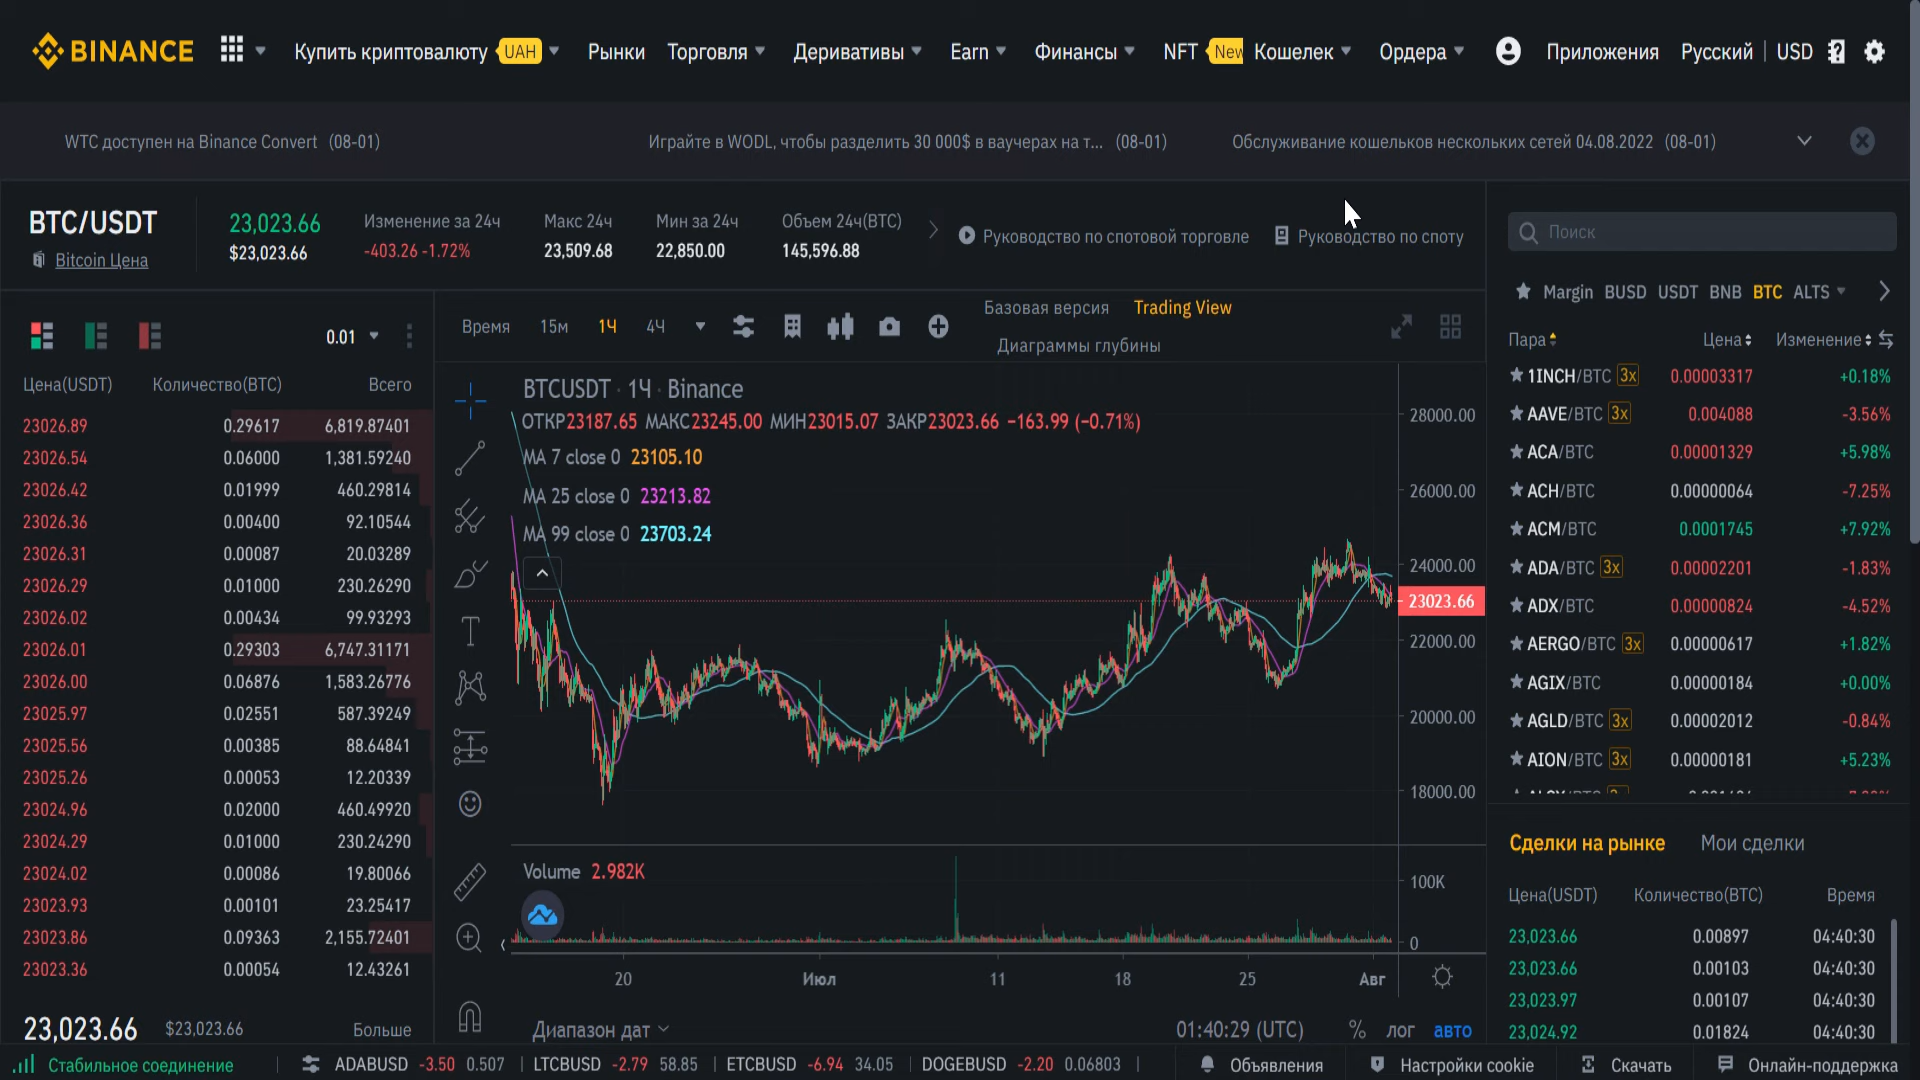 BINANCE
Купить криптовалюту UAH
Рынки
Торговля
Деривативы
Earn
Финансы
NFT New
Кошелек
Ордера
Приложения
Русский
USD
WTC доступен на Binance Convert (08-01)
Играйте в WODL, чтобы разделить 30 000$ в ваучерах на т... (08-01)
Обслуживание кошельков нескольких сетей 04.08.2022 (08-01)
BTC/USDT
Bitcoin Цена
23,023.66
$23,023.66
Изменение за 24ч
-403.26 -1.72%
Макс 24ч
23,509.68
Мин за 24ч
22,850.00
Объем 24ч(BTC)
145,596.88
Руководство по спотовой торговле
Руководство по споту
0.01
Цена(USDT) Количество(BTC) Всего
23026.89 0.29617 6,819.87401
23026.54 0.06000 1,381.59240
23026.42 0.01999 460.29814
23026.36 0.00400 92.10544
23026.31 0.00087 20.03289
23026.29 0.01000 230.26290
23026.02 0.00434 99.93293
23026.01 0.29303 6,747.31171
23026.00 0.06876 1,583.26776
23025.97 0.02551 587.39249
23025.56 0.00385 88.64841
23025.26 0.00053 12.20339
23024.96 0.02000 460.49920
23024.29 0.01000 230.24290
23024.02 0.00086 19.80066
23023.93 0.00101 23.25417
23023.86 0.09363 2,155.72401
23023.36 0.00054 12.43261
23,023.66 $23,023.66 Больше
Время 15м 1Ч 4Ч
Базовая версия Trading View
Диаграммы глубины
BTCUSDT · 1Ч · Binance
ОТКР23187.65 МАКС23245.00 МИН23015.07 ЗАКР23023.66 −163.99 (−0.71%)
MA 7 close 0 23105.10
MA 25 close 0 23213.82
MA 99 close 0 23703.24
28000.00
26000.00
24000.00
23023.66
22000.00
20000.00
18000.00
Volume 2.982K
100K
0
20 Июл 11 18 25 Авг
Диапазон дат
01:40:29 (UTC) % лог авто
Поиск
Margin BUSD USDT BNB BTC ALTS
Пара Цена Изменение
1INCH/BTC 3x 0.00003317 +0.18%
AAVE/BTC 3x 0.004088 -3.56%
ACA/BTC 0.00001329 +5.98%
ACH/BTC 0.00000064 -7.25%
ACM/BTC 0.0001745 +7.92%
ADA/BTC 3x 0.00002201 -1.83%
ADX/BTC 0.00000824 -4.52%
AERGO/BTC 3x 0.00000617 +1.82%
AGIX/BTC 0.00000184 +0.00%
AGLD/BTC 3x 0.00002012 -0.84%
AION/BTC 3x 0.00000181 +5.23%
Сделки на рынке Мои сделки
Цена(USDT) Количество(BTC) Время
23,023.66 0.00897 04:40:30
23,023.66 0.00103 04:40:30
23,023.97 0.00107 04:40:30
23,024.92 0.01824 04:40:30
Стабильное соединение
ADABUSD -3.50 0.507
LTCBUSD -2.79 58.85
ETCBUSD -6.94 34.05
DOGEBUSD -2.20 0.06803
Объявления
Настройки cookie
Скачать
Онлайн-поддержка